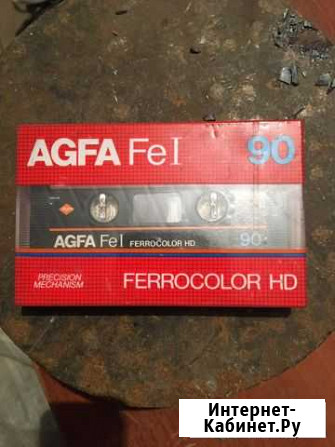 AGFA FeI 90
AGFA FeI FERROCOLOR HD 90
PRECISION
MECHANISM
FERROCOLOR HD
Интернет-
Кабинет.Ру